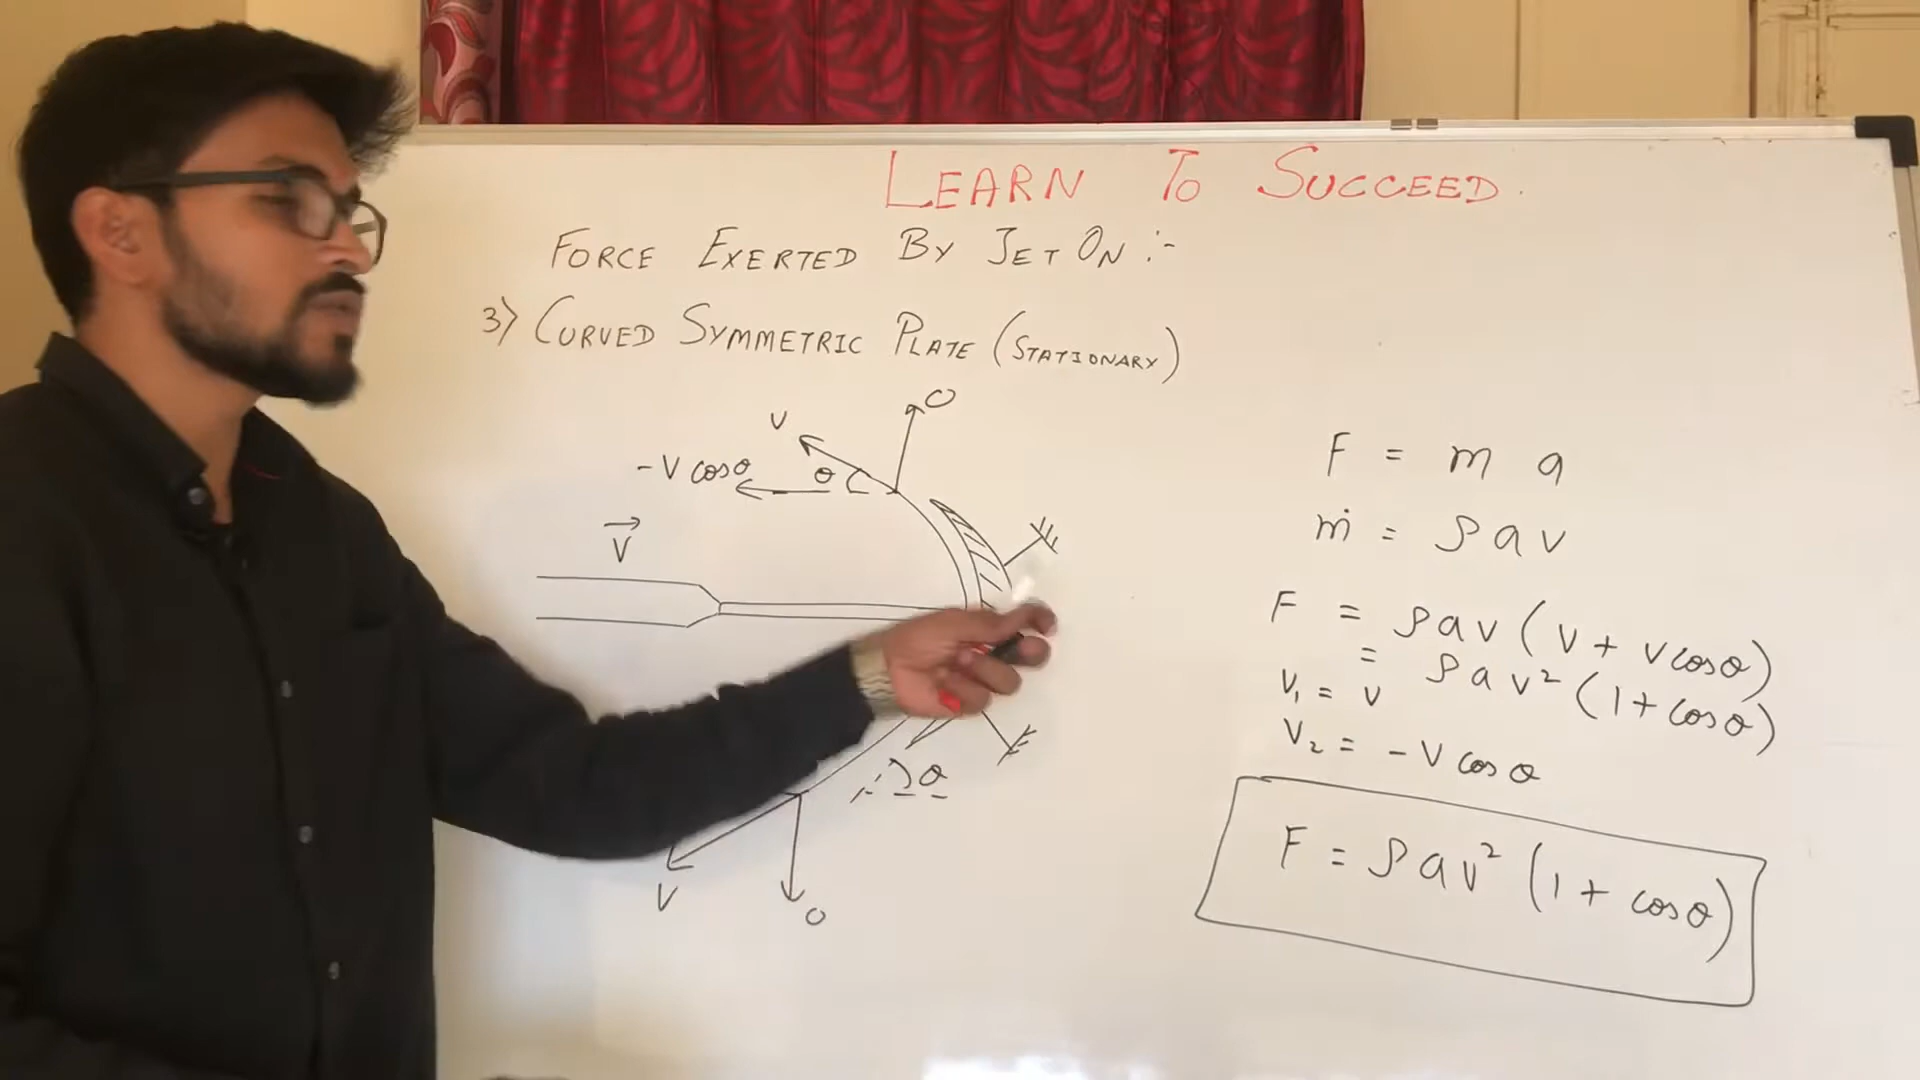 LEARN TO SUCCEED.
FORCE EXERTED BY JET ON :-
3) CURVED SYMMETRIC PLATE (STATIONARY)
O
v
-V cosθ
θ
V
θ
V
O
F = m a
ṁ = ρ a v
F = ρ a v ( v + v cosθ)
= ρ a v² (1 + cosθ)
V₁ = v
V₂ = - v cosθ
F = ρ a v² (1 + cosθ)